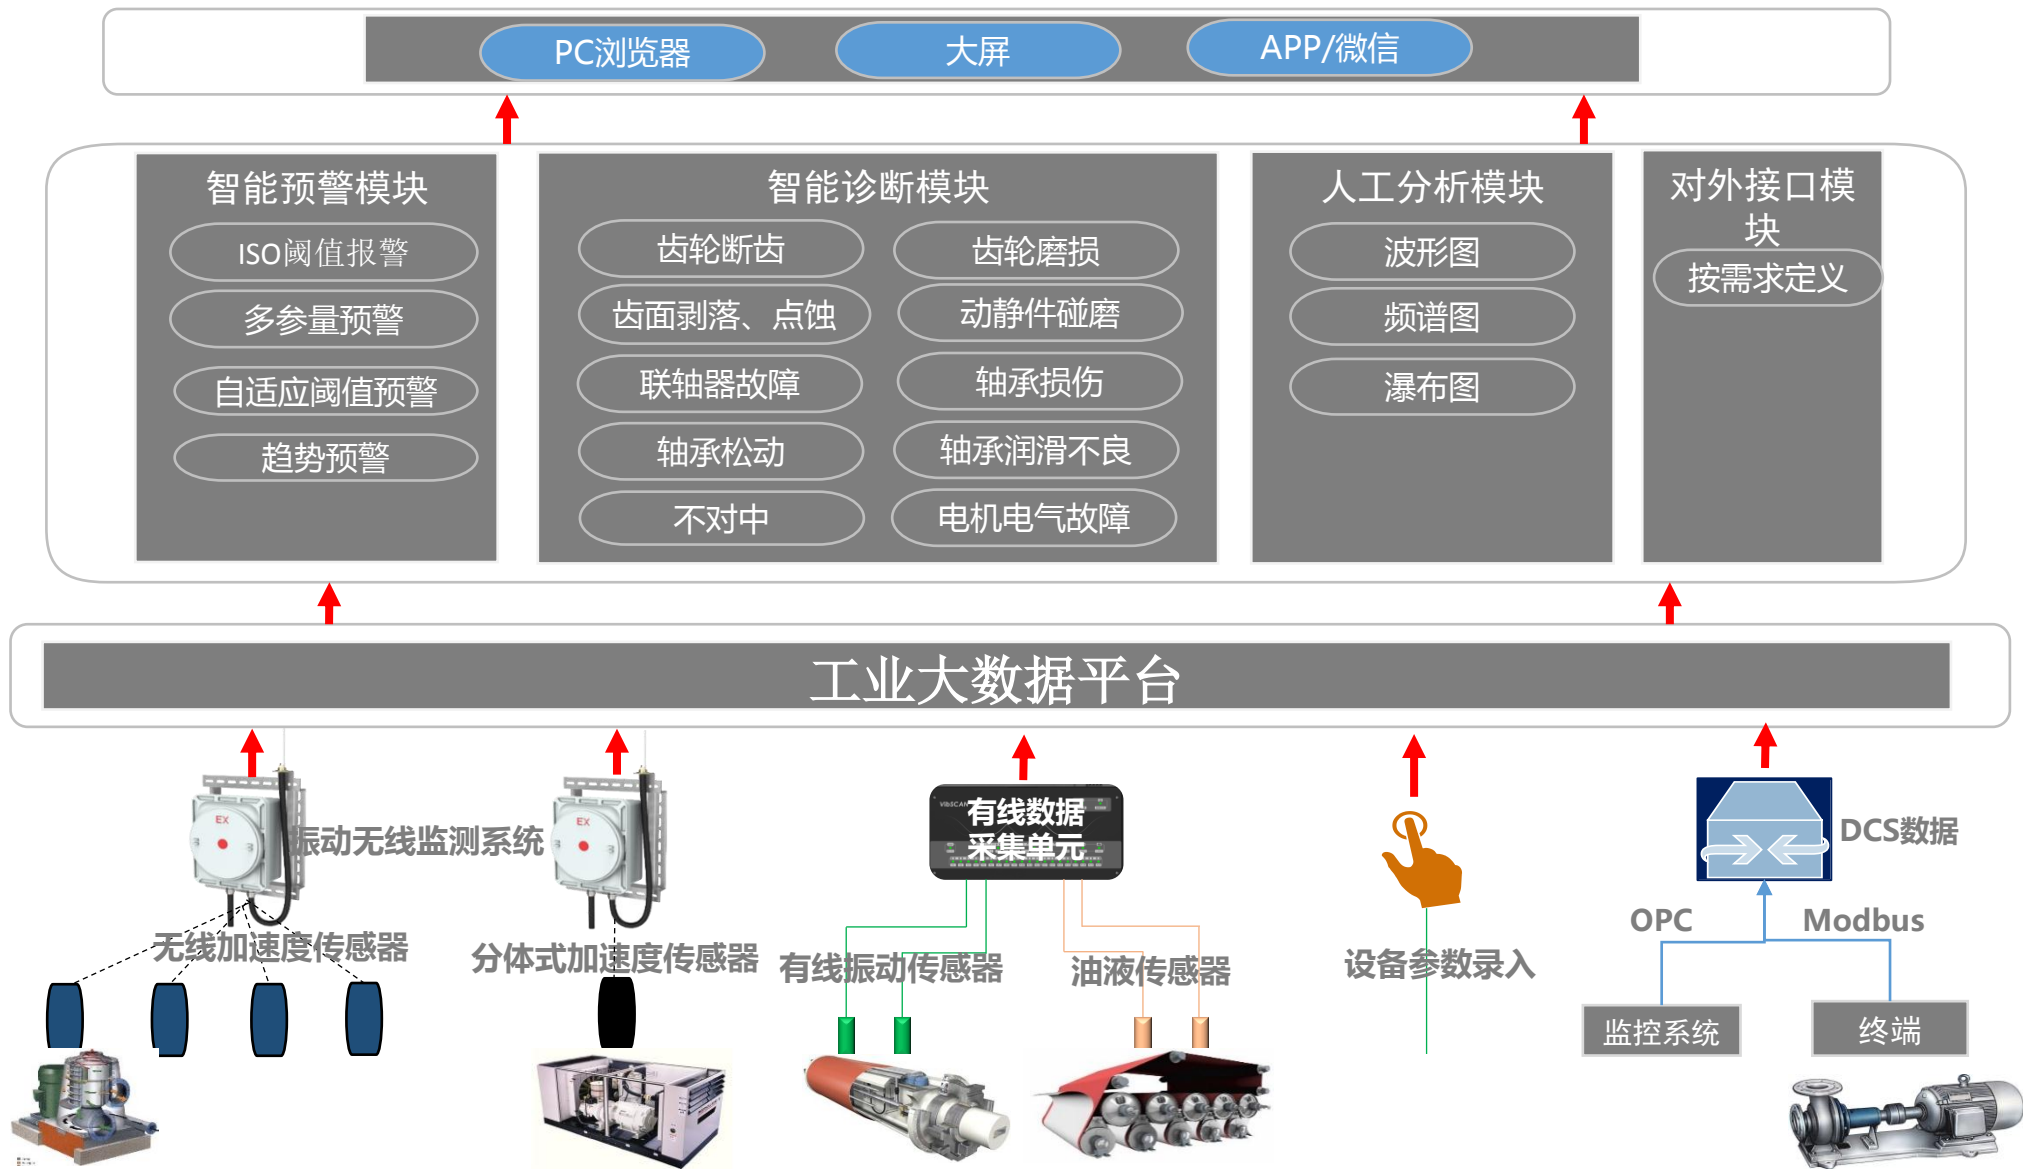 PC浏览器
大屏
APP/微信
智能预警模块
ISO阈值报警
多参量预警
自适应阈值预警
趋势预警
智能诊断模块
齿轮断齿
齿轮磨损
齿面剥落、点蚀
动静件碰磨
联轴器故障
轴承损伤
轴承松动
轴承润滑不良
不对中
电机电气故障
人工分析模块
波形图
频谱图
瀑布图
对外接口模
块
按需求定义
工业大数据平台
EX
振动无线监测系统
EX
VibSCAN
有线数据
采集单元
DCS数据
无线加速度传感器
分体式加速度传感器
有线振动传感器
油液传感器
设备参数录入
OPC
Modbus
监控系统
终端